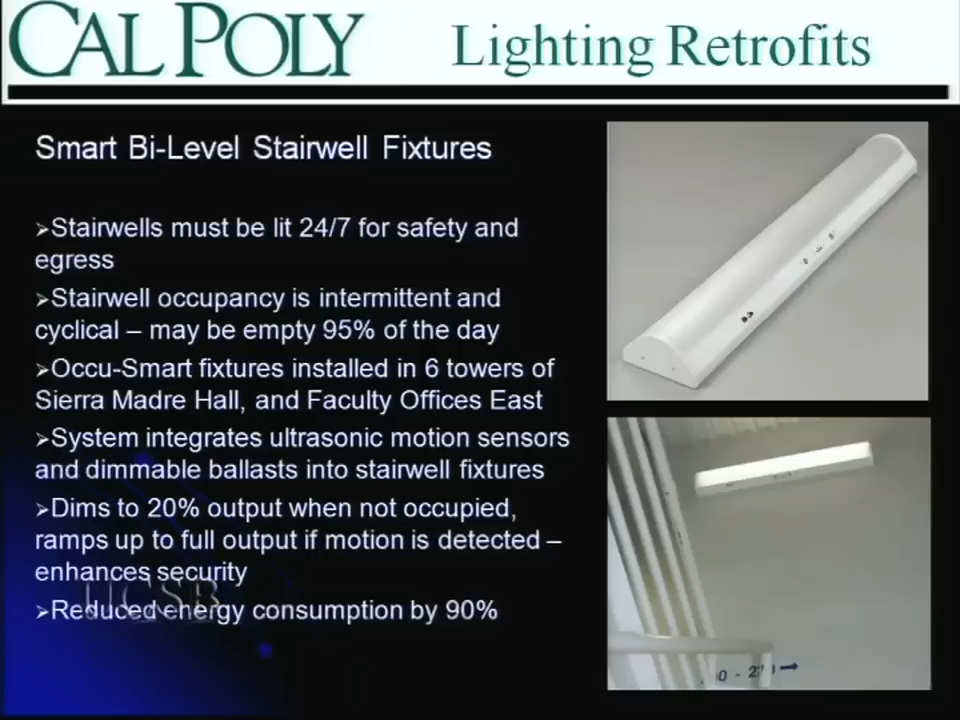 CAL POLY
Lighting Retrofits
Smart Bi-Level Stairwell Fixtures
➢Stairwells must be lit 24/7 for safety and
egress
➢Stairwell occupancy is intermittent and
cyclical – may be empty 95% of the day
➢Occu-Smart fixtures installed in 6 towers of
Sierra Madre Hall, and Faculty Offices East
➢System integrates ultrasonic motion sensors
and dimmable ballasts into stairwell fixtures
➢Dims to 20% output when not occupied,
ramps up to full output if motion is detected –
enhances security
➢Reduced energy consumption by 90%
UCSB